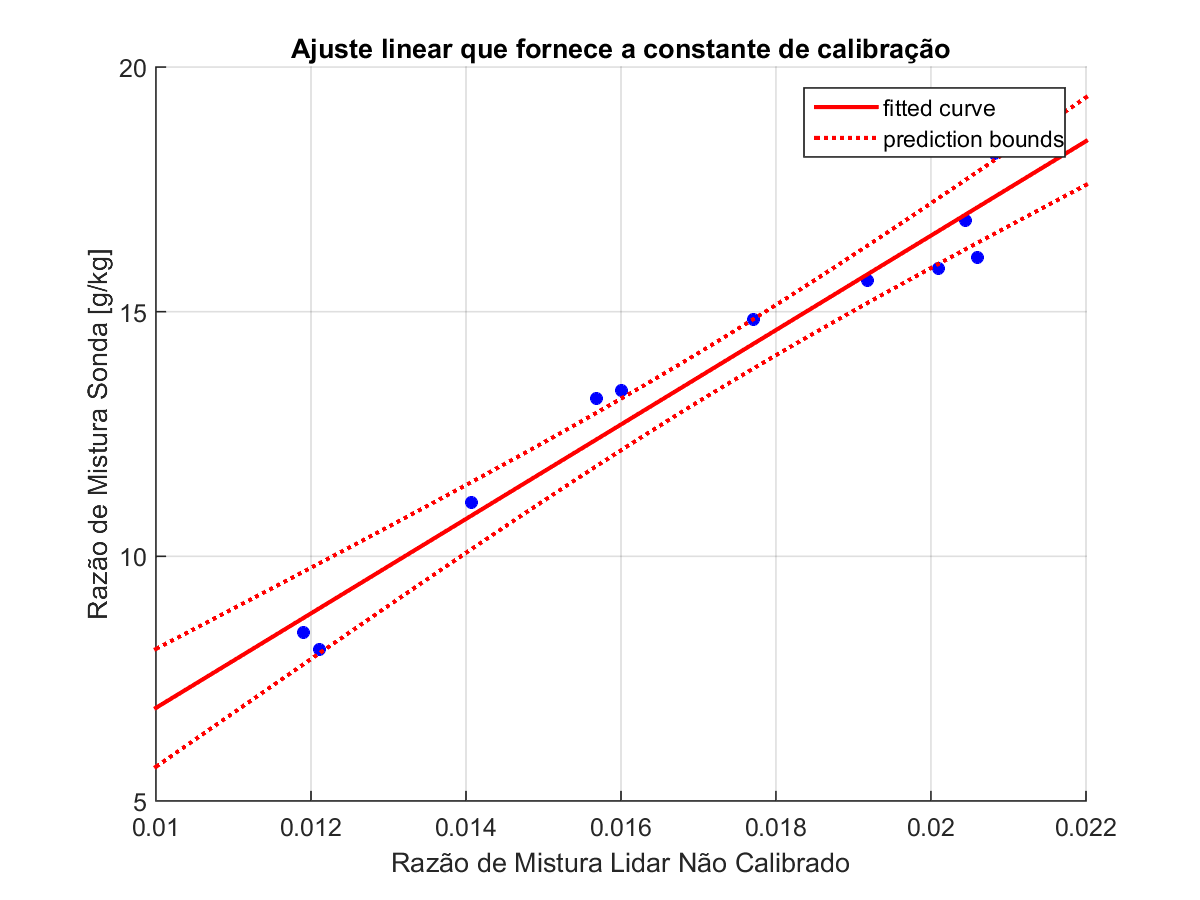 Ajuste linear que fornece a constante de calibração
20
fitted curve
prediction bounds
15
10
5
Razão de Mistura Sonda [g/kg]
0.01 0.012 0.014 0.016 0.018 0.02 0.022
Razão de Mistura Lidar Não Calibrado